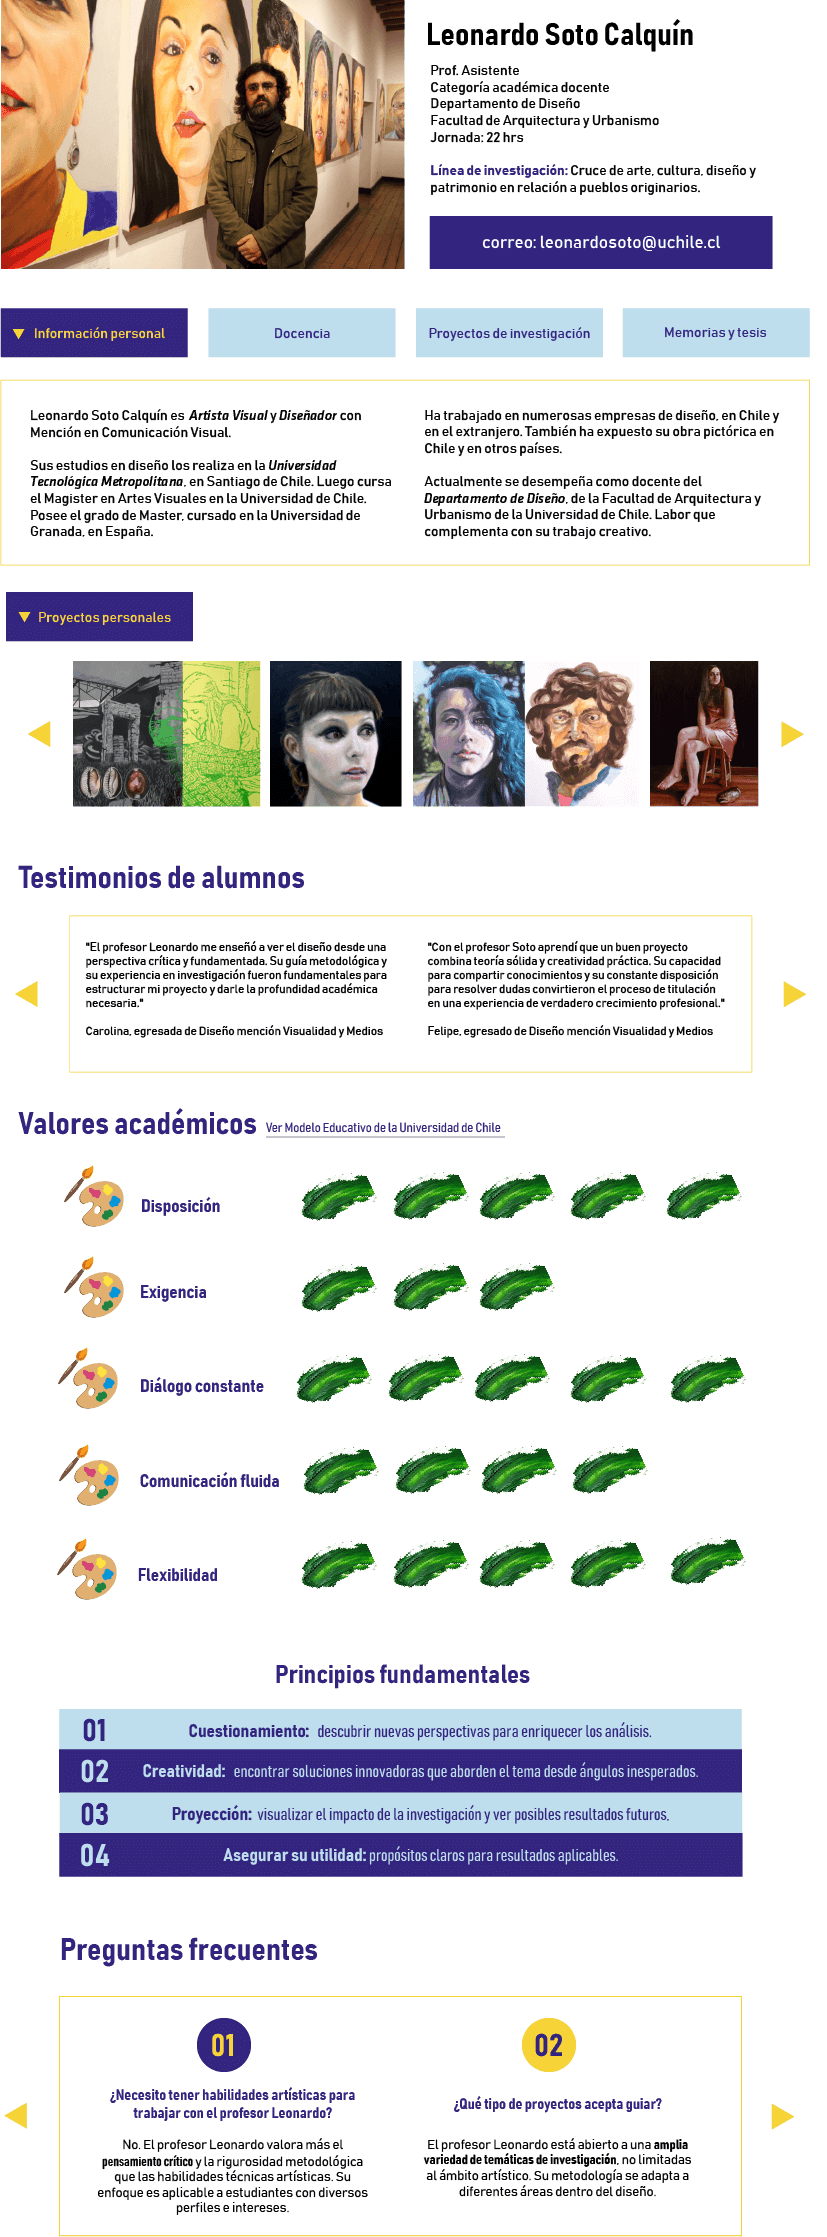 Leonardo Soto Calquín
Prof. Asistente
Categoría académica docente
Departamento de Diseño
Facultad de Arquitectura y Urbanismo
Jornada: 22 hrs
Línea de investigación: Cruce de arte, cultura, diseño y
patrimonio en relación a pueblos originarios.
correo: leonardosoto@uchile.cl
Información personal
Docencia
Proyectos de investigación
Memorias y tesis
Leonardo Soto Calquín es Artista Visual y Diseñador con
Mención en Comunicación Visual.
Sus estudios en diseño los realiza en la Universidad
Tecnológica Metropolitana, en Santiago de Chile. Luego cursa
el Magister en Artes Visuales en la Universidad de Chile.
Posee el grado de Master, cursado en la Universidad de
Granada, en España.
Ha trabajado en numerosas empresas de diseño, en Chile y
en el extranjero. También ha expuesto su obra pictórica en
Chile y en otros países.
Actualmente se desempeña como docente del
Departamento de Diseño, de la Facultad de Arquitectura y
Urbanismo de la Universidad de Chile. Labor que
complementa con su trabajo creativo.
Proyectos personales
Testimonios de alumnos
"El profesor Leonardo me enseñó a ver el diseño desde una
perspectiva crítica y fundamentada. Su guía metodológica y
su experiencia en investigación fueron fundamentales para
estructurar mi proyecto y darle la profundidad académica
necesaria."
Carolina, egresada de Diseño mención Visualidad y Medios
"Con el profesor Soto aprendí que un buen proyecto
combina teoría sólida y creatividad práctica. Su capacidad
para compartir conocimientos y su constante disposición
para resolver dudas convirtieron el proceso de titulación
en una experiencia de verdadero crecimiento profesional."
Felipe, egresado de Diseño mención Visualidad y Medios
Valores académicos
Ver Modelo Educativo de la Universidad de Chile
Disposición
Exigencia
Diálogo constante
Comunicación fluida
Flexibilidad
Principios fundamentales
01 Cuestionamiento: descubrir nuevas perspectivas para enriquecer los análisis.
02 Creatividad: encontrar soluciones innovadoras que aborden el tema desde ángulos inesperados.
03 Proyección: visualizar el impacto de la investigación y ver posibles resultados futuros,
04 Asegurar su utilidad: propósitos claros para resultados aplicables.
Preguntas frecuentes
01
¿Necesito tener habilidades artísticas para
trabajar con el profesor Leonardo?
No. El profesor Leonardo valora más el
pensamiento crítico y la rigurosidad metodológica
que las habilidades técnicas artísticas. Su
enfoque es aplicable a estudiantes con diversos
perfiles e intereses.
02
¿Qué tipo de proyectos acepta guiar?
El profesor Leonardo está abierto a una amplia
variedad de temáticas de investigación, no limitadas
al ámbito artístico. Su metodología se adapta a
diferentes áreas dentro del diseño.